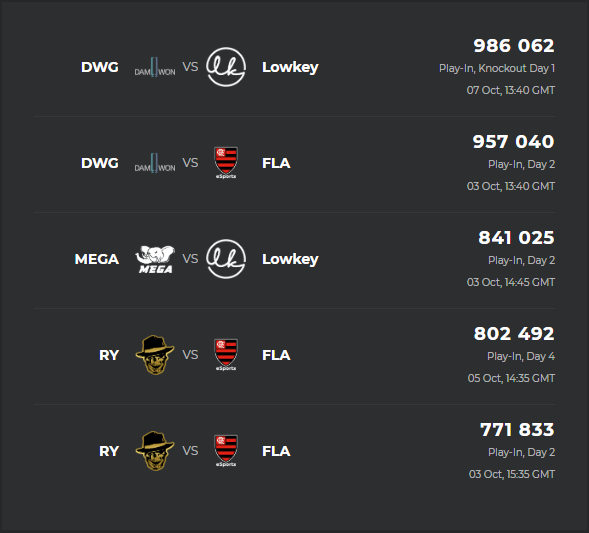 DWG DAMWON VS lk Lowkey 986 062
Play-In, Knockout Day 1
07 Oct, 13:40 GMT
DWG DAMWON VS eSports FLA 957 040
Play-In, Day 2
03 Oct, 13:40 GMT
MEGA MEGA VS lk Lowkey 841 025
Play-In, Day 2
03 Oct, 14:45 GMT
RY VS eSports FLA 802 492
Play-In, Day 4
05 Oct, 14:35 GMT
RY VS eSports FLA 771 833
Play-In, Day 2
03 Oct, 15:35 GMT